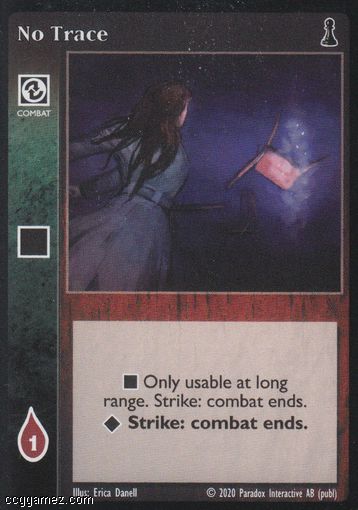 No Trace
COMBAT
1
Only usable at long
range. Strike: combat ends.
Strike: combat ends.
Illus: Erica Danell © 2020 Paradox Interactive AB (publ)
ccggamez.com